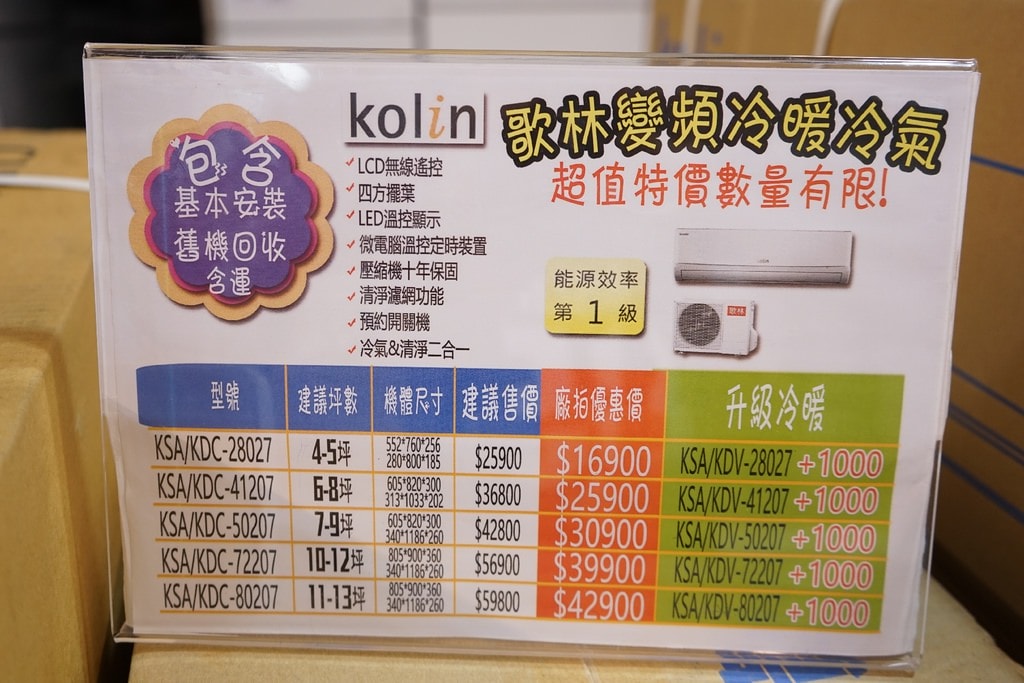 包含
基本安裝
舊機回收
含運
kolin
歌林變頻冷暖冷氣
超值特價數量有限!
LCD無線遙控
四方擺葉
LED溫控顯示
微電腦溫控定時裝置
壓縮機十年保固
清淨濾網功能
預約開關機
冷氣&清淨二合一
能源效率
第1級
歌林
型號 建議坪數 機體尺寸 建議售價 廠拍優惠價 升級冷暖
KSA/KDC-28027 4-5坪 552*760*256 280*800*185 $25900 $16900 KSA/KDV-28027 +1000
KSA/KDC-41207 6-8坪 605*820*300 313*1033*202 $36800 $25900 KSA/KDV-41207 +1000
KSA/KDC-50207 7-9坪 605*820*300 340*1186*260 $42800 $30900 KSA/KDV-50207 +1000
KSA/KDC-72207 10-12坪 805*900*360 340*1186*260 $56900 $39900 KSA/KDV-72207 +1000
KSA/KDC-80207 11-13坪 805*900*360 340*1186*260 $59800 $42900 KSA/KDV-80207 +1000